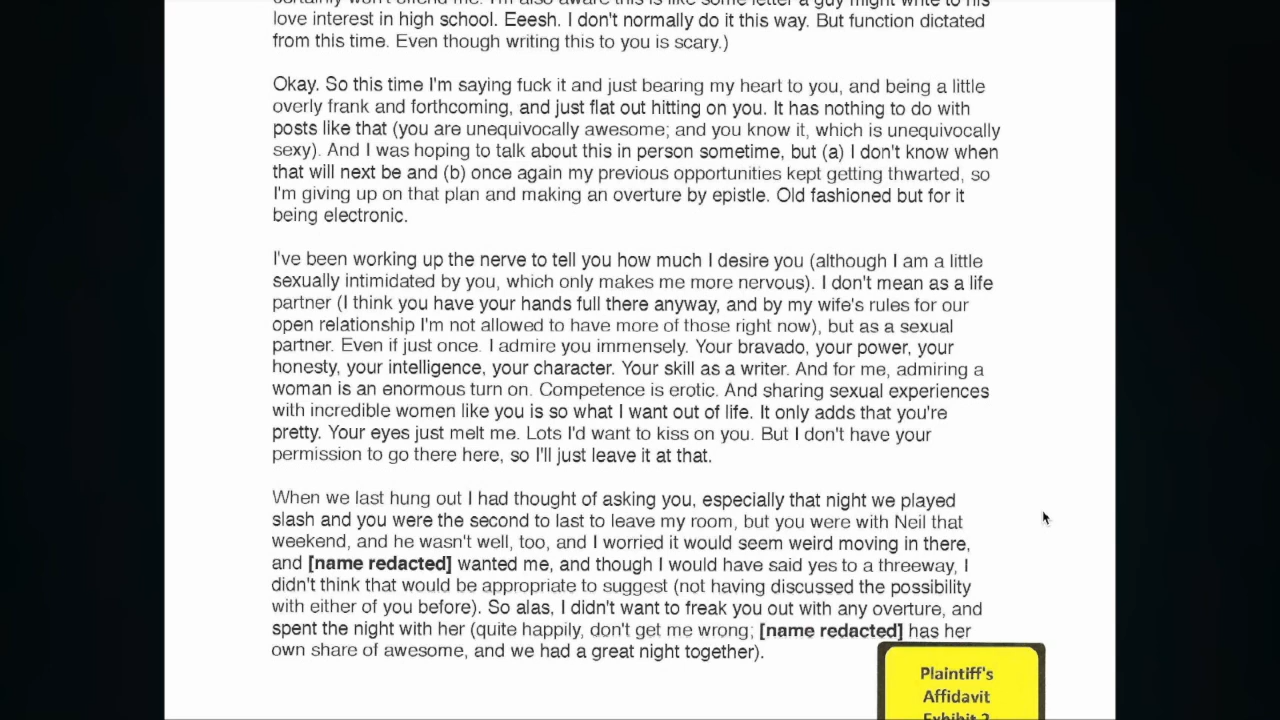 certainly won't offend me. I'm also aware this is like some letter a guy might write to his
love interest in high school. Eeesh. I don't normally do it this way. But function dictated
from this time. Even though writing this to you is scary.)
Okay. So this time I'm saying fuck it and just bearing my heart to you, and being a little
overly frank and forthcoming, and just flat out hitting on you. It has nothing to do with
posts like that (you are unequivocally awesome; and you know it, which is unequivocally
sexy). And I was hoping to talk about this in person sometime, but (a) I don't know when
that will next be and (b) once again my previous opportunities kept getting thwarted, so
I'm giving up on that plan and making an overture by epistle. Old fashioned but for it
being electronic.
I've been working up the nerve to tell you how much I desire you (although I am a little
sexually intimidated by you, which only makes me more nervous). I don't mean as a life
partner (I think you have your hands full there anyway, and by my wife's rules for our
open relationship I'm not allowed to have more of those right now), but as a sexual
partner. Even if just once. I admire you immensely. Your bravado, your power, your
honesty, your intelligence, your character. Your skill as a writer. And for me, admiring a
woman is an enormous turn on. Competence is erotic. And sharing sexual experiences
with incredible women like you is so what I want out of life. It only adds that you're
pretty. Your eyes just melt me. Lots I'd want to kiss on you. But I don't have your
permission to go there here, so I'll just leave it at that.
When we last hung out I had thought of asking you, especially that night we played
slash and you were the second to last to leave my room, but you were with Neil that
weekend, and he wasn't well, too, and I worried it would seem weird moving in there,
and [name redacted] wanted me, and though I would have said yes to a threeway, I
didn't think that would be appropriate to suggest (not having discussed the possibility
with either of you before). So alas, I didn't want to freak you out with any overture, and
spent the night with her (quite happily, don't get me wrong; [name redacted] has her
own share of awesome, and we had a great night together).
Plaintiff's
Affidavit
Exhibit 2